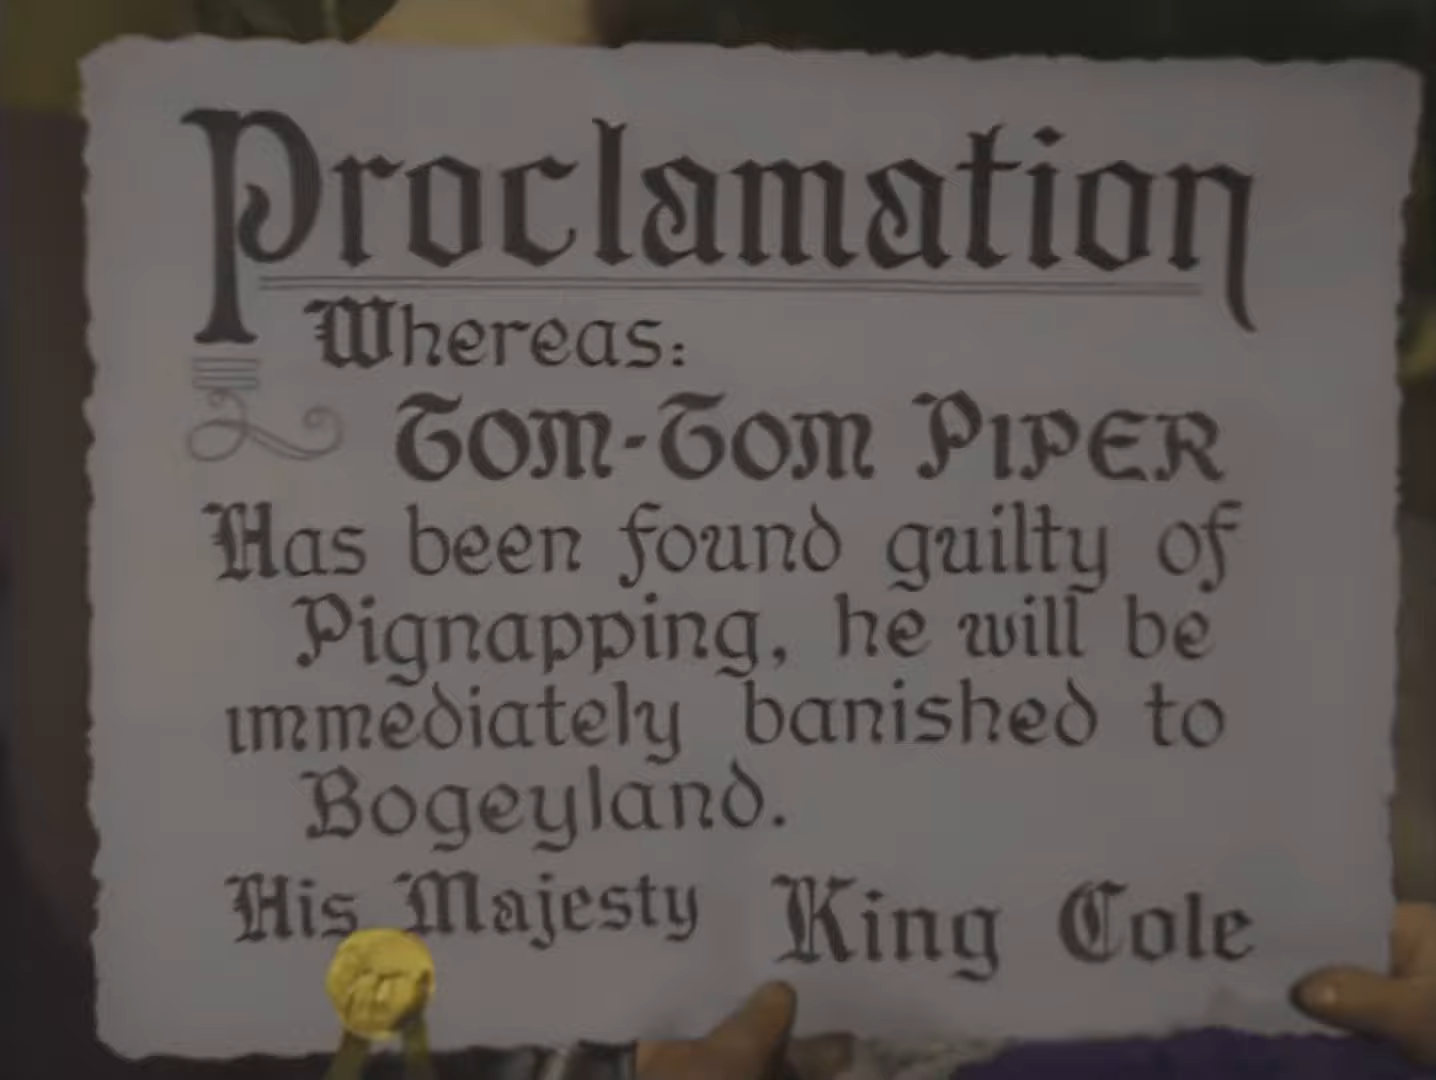 Proclamation
Whereas:
TOM-TOM PIPER
Has been found guilty of
Pignapping, he will be
immediately banished to
Bogeyland.
His Majesty King Cole